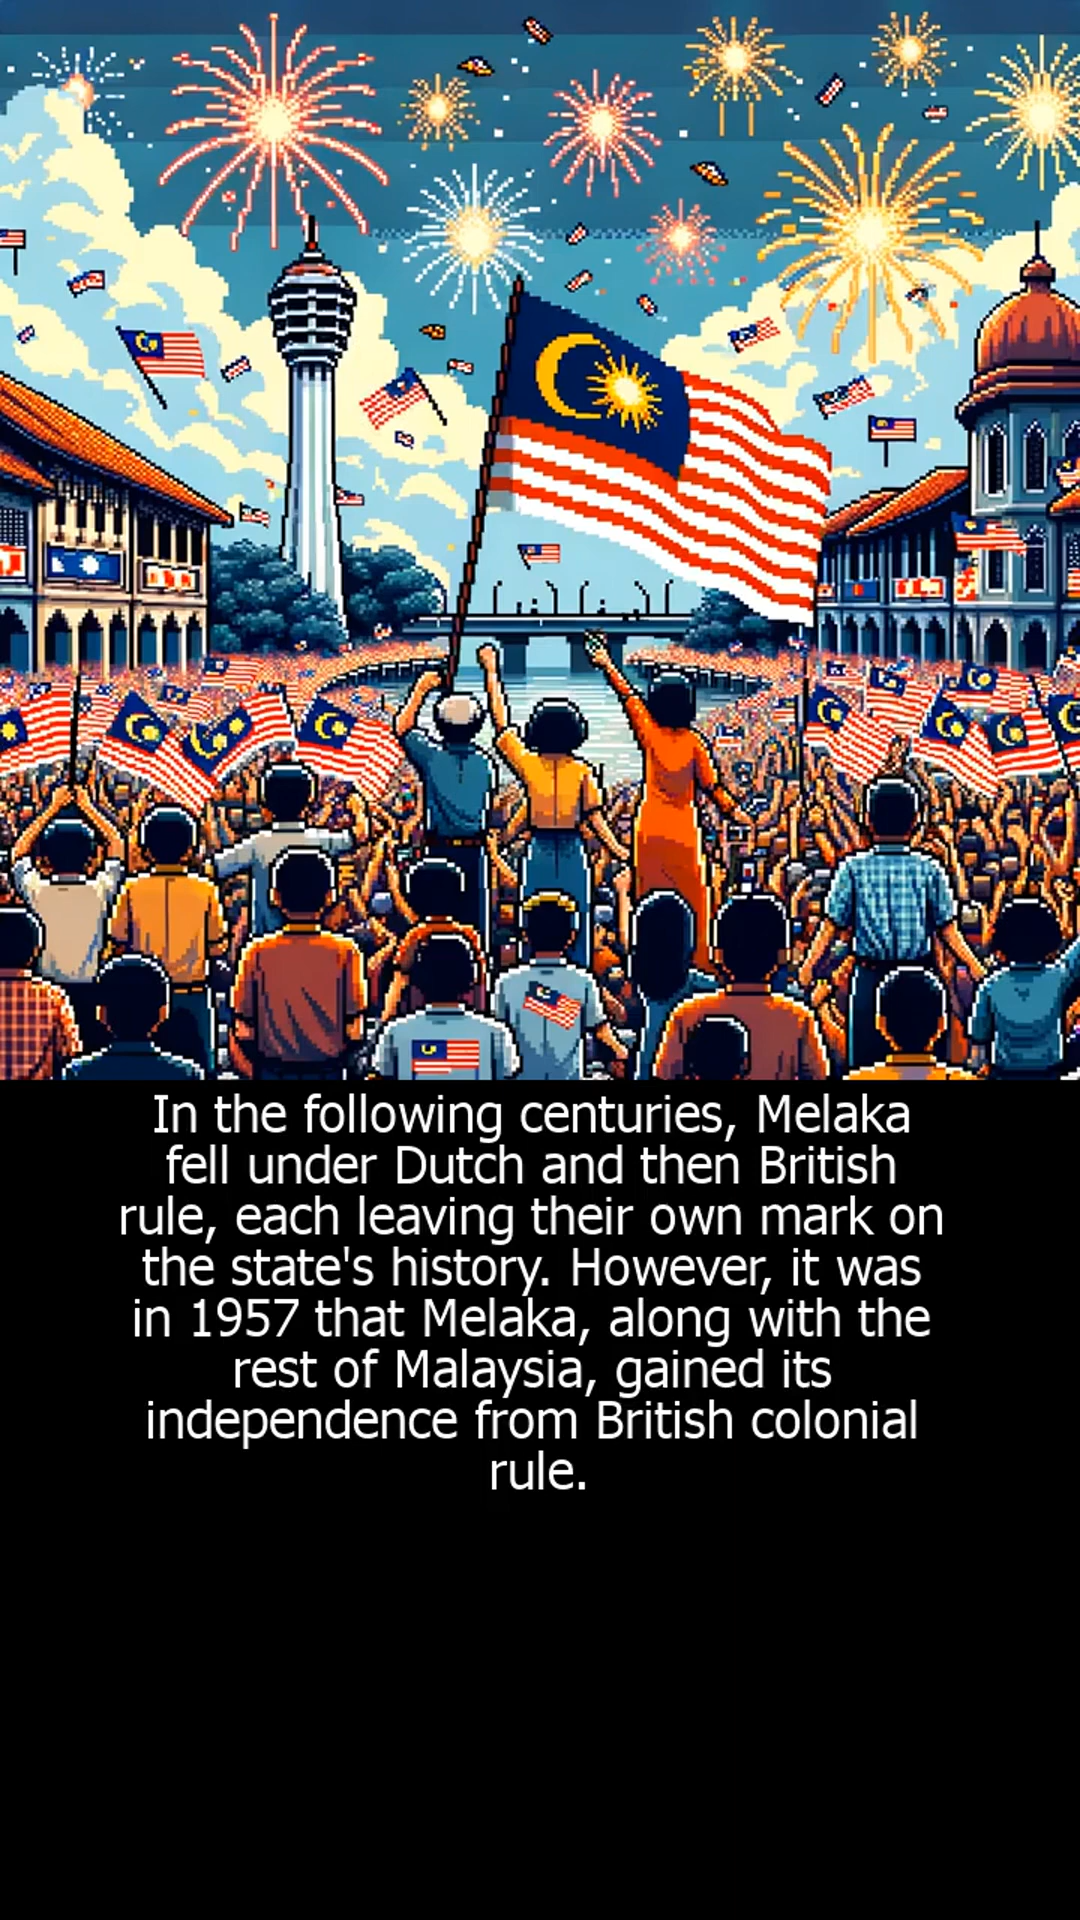 In the following centuries, Melaka
fell under Dutch and then British
rule, each leaving their own mark on
the state's history. However, it was
in 1957 that Melaka, along with the
rest of Malaysia, gained its
independence from British colonial
rule.